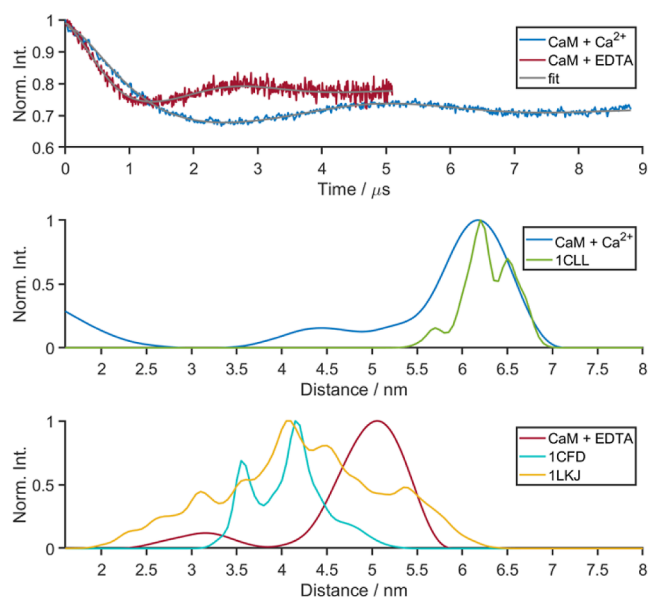 Norm. Int.
1
0.9
0.8
0.7
0.6
0 1 2 3 4 5 6 7 8 9
Time / μs
CaM + Ca²⁺
CaM + EDTA
fit
Norm. Int.
1
0.5
0
2 2.5 3 3.5 4 4.5 5 5.5 6 6.5 7 7.5 8
Distance / nm
CaM + Ca²⁺
1CLL
Norm. Int.
1
0.5
0
2 2.5 3 3.5 4 4.5 5 5.5 6 6.5 7 7.5 8
Distance / nm
CaM + EDTA
1CFD
1LKJ